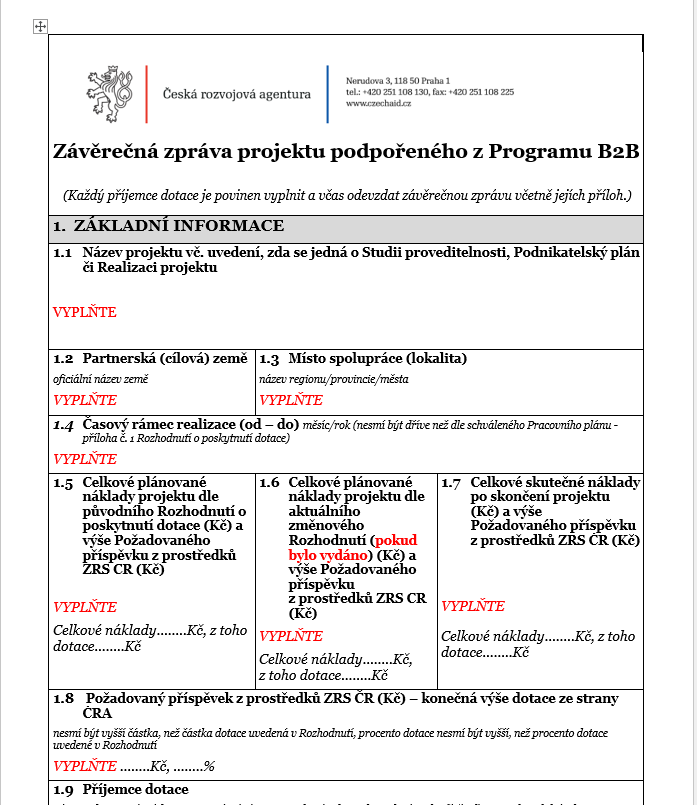 Česká rozvojová agentura
Nerudova 3, 118 50 Praha 1
tel.: +420 251 108 130, fax: +420 251 108 225
www.czechaid.cz
Závěrečná zpráva projektu podpořeného z Programu B2B
(Každý příjemce dotace je povinen vyplnit a včas odevzdat závěrečnou zprávu včetně jejích příloh.)
1. ZÁKLADNÍ INFORMACE
1.1 Název projektu vč. uvedení, zda se jedná o Studii proveditelnosti, Podnikatelský plán
či Realizaci projektu
VYPLŇTE
1.2 Partnerská (cílová) země
oficiální název země
VYPLŇTE
1.3 Místo spolupráce (lokalita)
název regionu/provincie/města
VYPLŇTE
1.4 Časový rámec realizace (od – do) měsíc/rok (nesmí být dříve než dle schváleného Pracovního plánu -
příloha č. 1 Rozhodnutí o poskytnutí dotace)
VYPLŇTE
1.5 Celkové plánované
náklady projektu dle
původního Rozhodnutí o
poskytnutí dotace (Kč) a
výše Požadovaného
příspěvku z prostředků
ZRS ČR (Kč)
VYPLŇTE
Celkové náklady........Kč, z toho
dotace........Kč
1.6 Celkové plánované
náklady projektu dle
aktuálního
změnového
Rozhodnutí (pokud
bylo vydáno) (Kč) a
výše Požadovaného
příspěvku
z prostředků ZRS ČR
(Kč)
VYPLŇTE
Celkové náklady........Kč,
z toho dotace........Kč
1.7 Celkové skutečné náklady
po skončení projektu
(Kč) a výše
Požadovaného příspěvku
z prostředků ZRS ČR (Kč)
VYPLŇTE
Celkové náklady........Kč, z toho
dotace........Kč
1.8 Požadovaný příspěvek z prostředků ZRS ČR (Kč) – konečná výše dotace ze strany
ČRA
nesmí být vyšší částka, než částka dotace uvedená v Rozhodnutí, procento dotace nesmí být vyšší, než procento dotace
uvedené v Rozhodnutí
VYPLŇTE ........Kč, ........%
1.9 Příjemce dotace